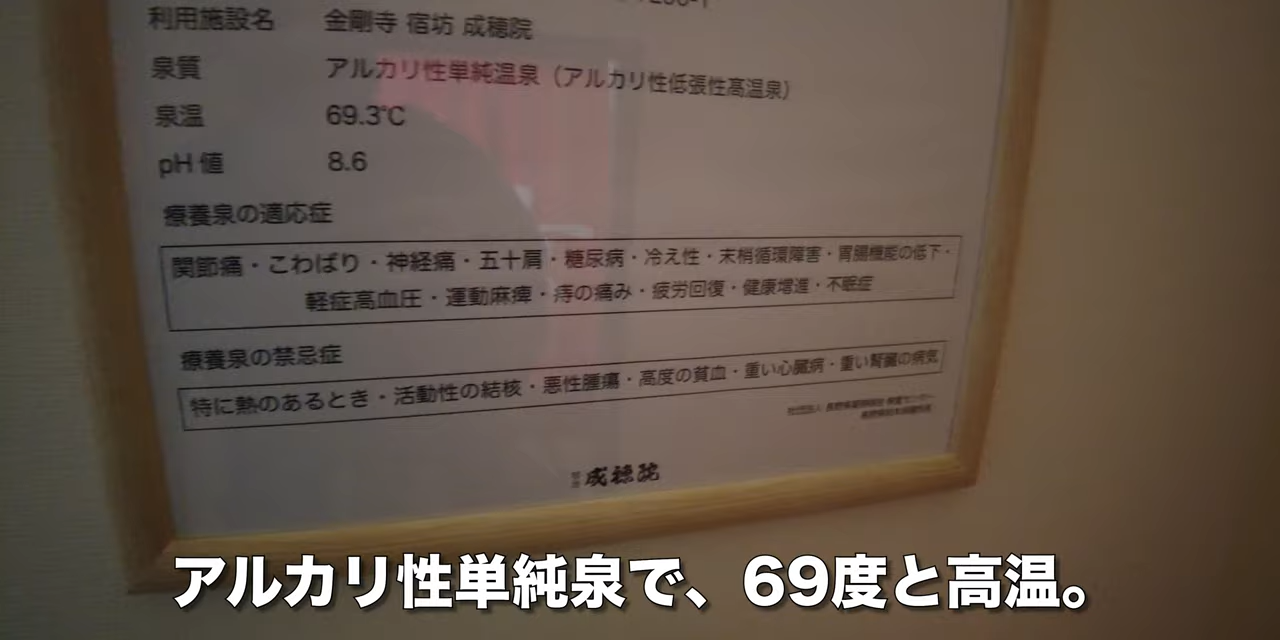 利用施設名 金剛寺 宿坊 成穂院
泉質 アルカリ性単純温泉（アルカリ性低張性高温泉）
泉温 69.3℃
pH 値 8.6
療養泉の適応症
関節痛・こわばり・神経痛・五十肩・糖尿病・冷え性・末梢循環障害・胃腸機能の低下・
軽症高血圧・運動麻痺・痔の痛み・疲労回復・健康増進・不眠症
療養泉の禁忌症
特に熱のあるとき・活動性の結核・悪性腫瘍・高度の貧血・重い心臓病・重い腎臓の病気
成穂院
アルカリ性単純泉で、69度と高温。